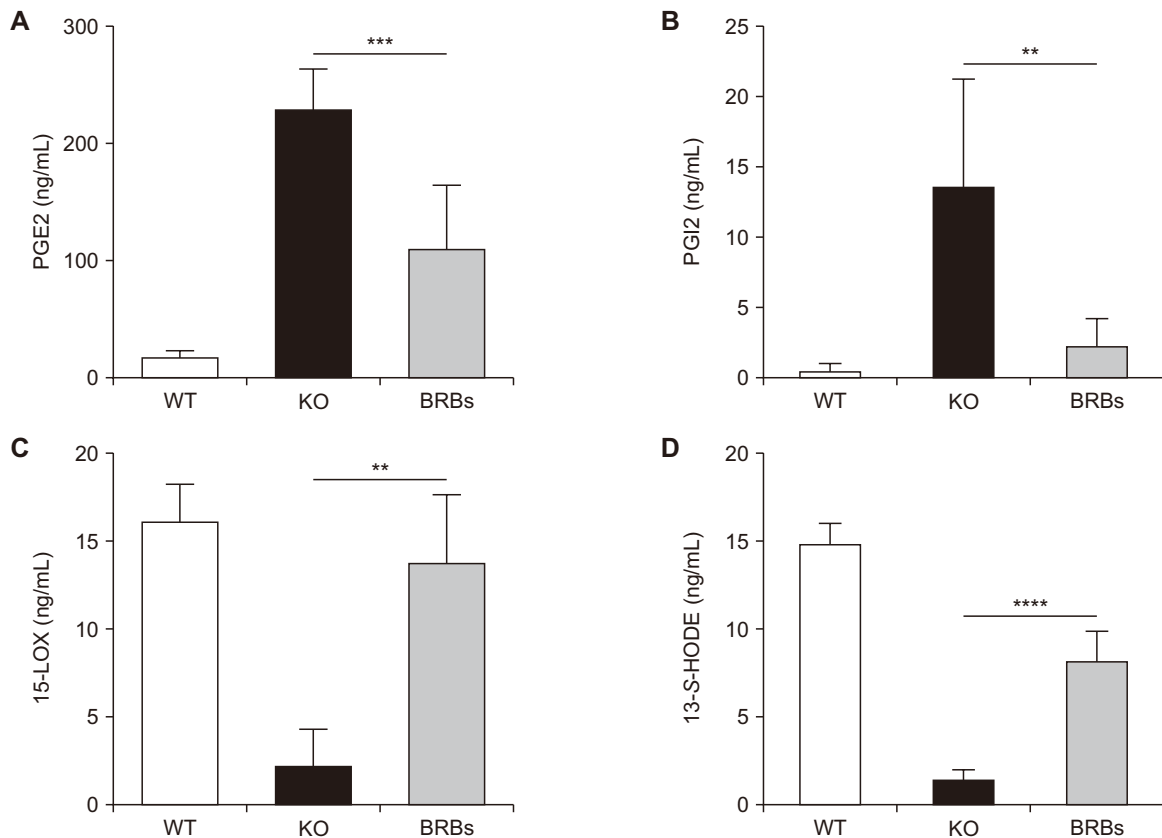 A
PGE2 (ng/mL)
300
200
100
0
***
WT
KO
BRBs
B
PGI2 (ng/mL)
25
20
15
10
5
0
**
WT
KO
BRBs
C
15-LOX (ng/mL)
20
15
10
5
0
**
WT
KO
BRBs
D
13-S-HODE (ng/mL)
20
15
10
5
0
****
WT
KO
BRBs